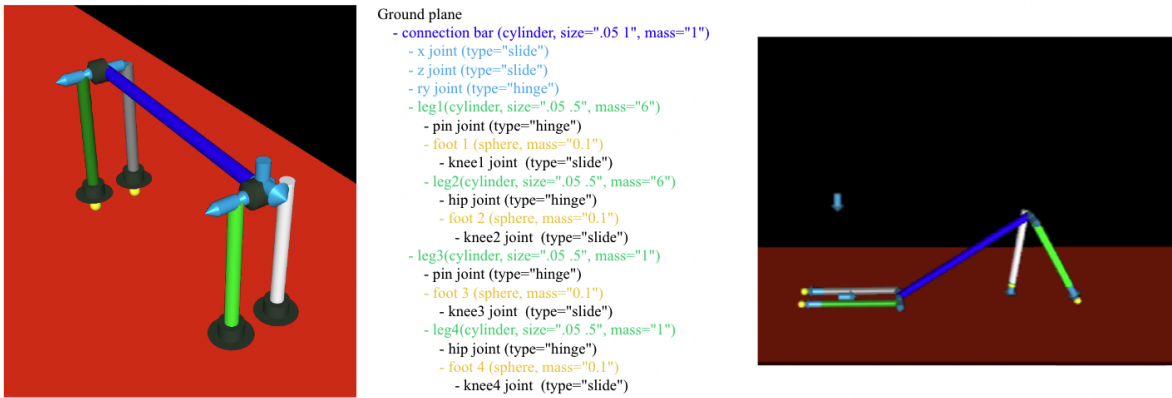 Ground plane
- connection bar (cylinder, size=".05 1", mass="1")
- x joint (type="slide")
- z joint (type="slide")
- ry joint (type="hinge")
- leg1(cylinder, size=".05 .5", mass="6")
- pin joint (type="hinge")
- foot 1 (sphere, mass="0.1")
- knee1 joint  (type="slide")
- leg2(cylinder, size=".05 .5", mass="6")
- hip joint (type="hinge")
- foot 2 (sphere, mass="0.1")
- knee2 joint  (type="slide")
- leg3(cylinder, size=".05 .5", mass="1")
- pin joint (type="hinge")
- foot 3 (sphere, mass="0.1")
- knee3 joint  (type="slide")
- leg4(cylinder, size=".05 .5", mass="1")
- hip joint (type="hinge")
- foot 4 (sphere, mass="0.1")
- knee4 joint  (type="slide")